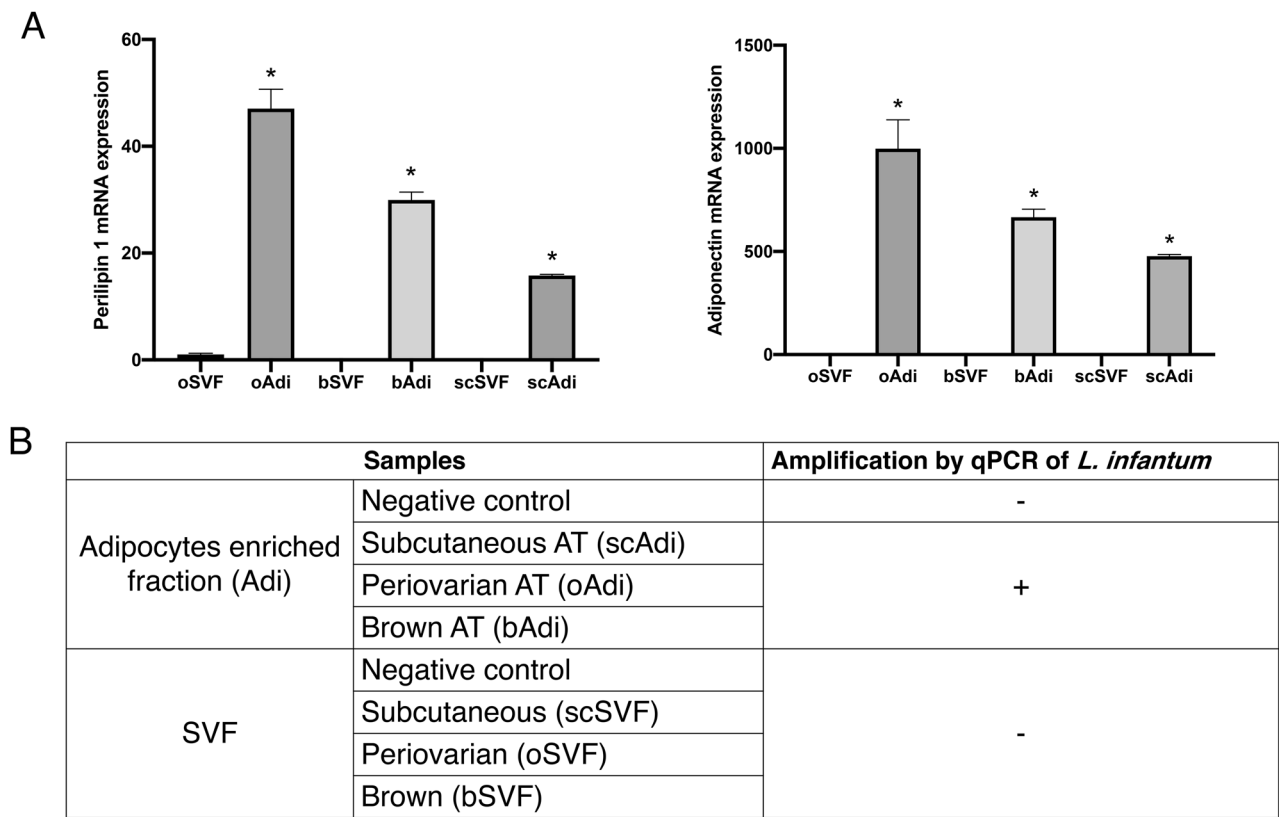 A
Perilipin 1 mRNA expression
60
40
20
0
*
*
*
oSVF oAdi bSVF bAdi scSVF scAdi
Adiponectin mRNA expression
1500
1000
500
0
*
*
*
oSVF oAdi bSVF bAdi scSVF scAdi
B
Samples Amplification by qPCR of L. infantum
Adipocytes enriched
fraction (Adi)
Negative control -
Subcutaneous AT (scAdi)
Periovarian AT (oAdi) +
Brown AT (bAdi)
SVF
Negative control
Subcutaneous (scSVF)
-
Periovarian (oSVF)
Brown (bSVF)